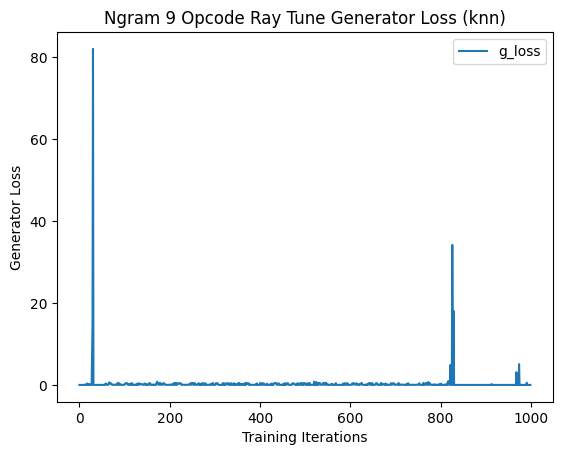 Ngram 9 Opcode Ray Tune Generator Loss (knn)
g_loss
80
60
40
20
0
Generator Loss
0 200 400 600 800 1000
Training Iterations